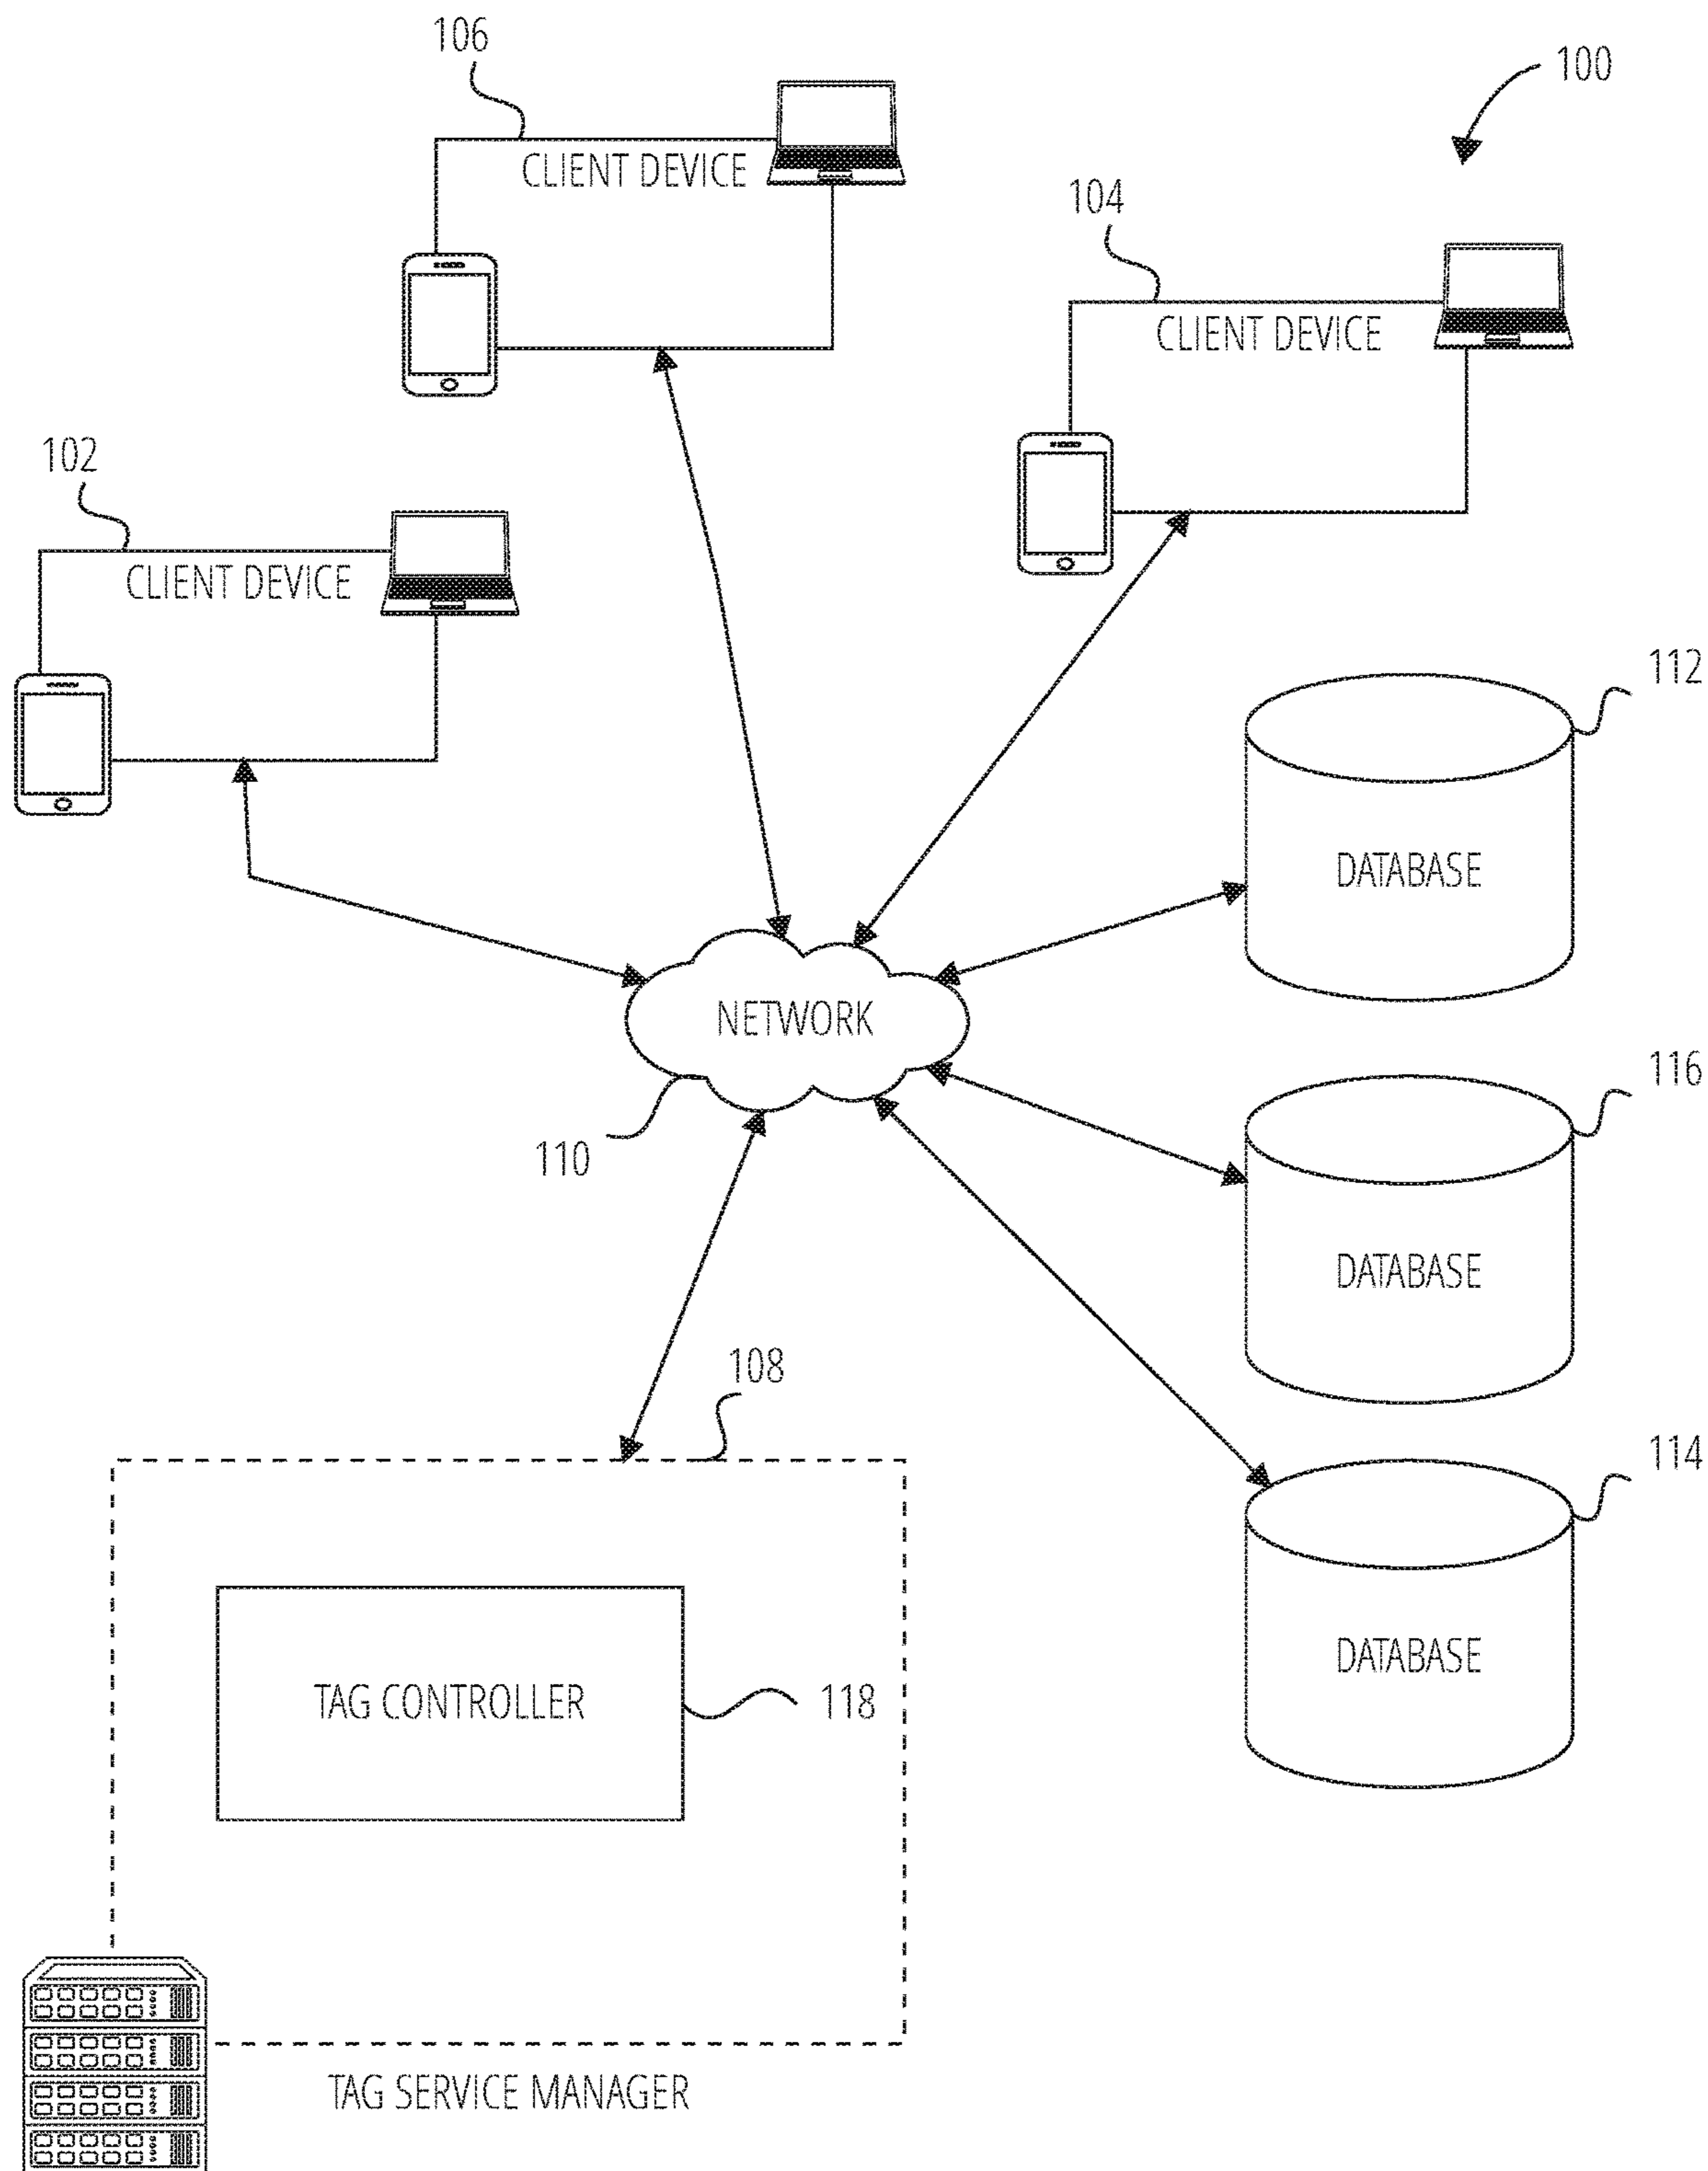 106
100
CLIENT DEVICE
104
CLIENT DEVICE
102
CLIENT DEVICE
112
DATABASE
NETWORK
116
110
DATABASE
108
114
DATABASE
TAG CONTROLLER
118
TAG SERVICE MANAGER